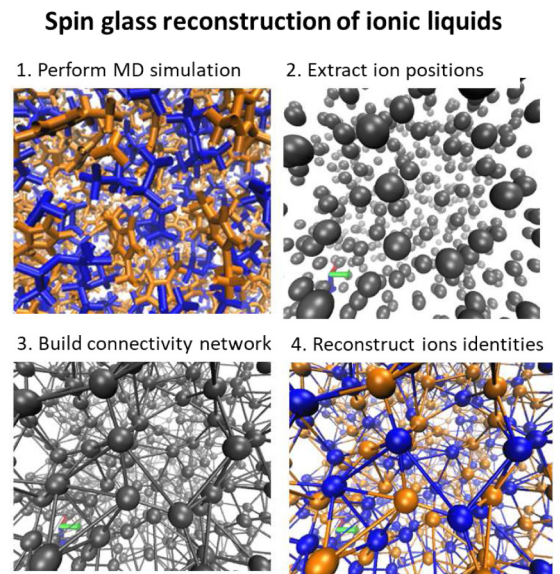 Spin glass reconstruction of ionic liquids
1. Perform MD simulation
2. Extract ion positions
3. Build connectivity network
4. Reconstruct ions identities